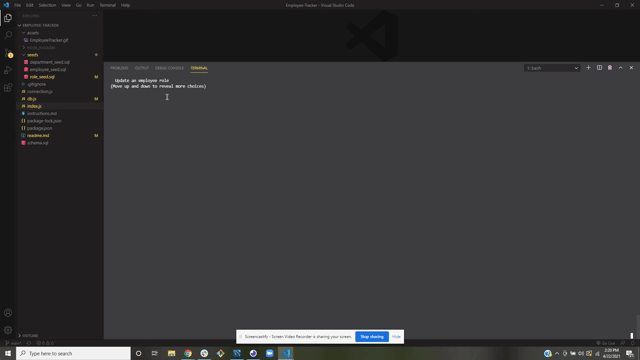 File Edit Selection View Go Run Terminal Help
Employee-Tracker - Visual Studio Code
EMPLOYEE-TRACKER
assets
EmployeeTracker.gif
node_modules
seeds
department_seed.sql
employee_seed.sql
role_seed.sql M
.gitignore
connection.js
db.js M
index.js
instructions.md
package-lock.json
package.json
readme.md M
schema.sql
OUTLINE
PROBLEMS OUTPUT DEBUG CONSOLE TERMINAL
1: bash
Update an employee role
(Move up and down to reveal more choices)
Screencastify - Screen Video Recorder is sharing your screen.
Stop sharing
Hide
Go Live
Type here to search
3:20 PM
4/22/2021